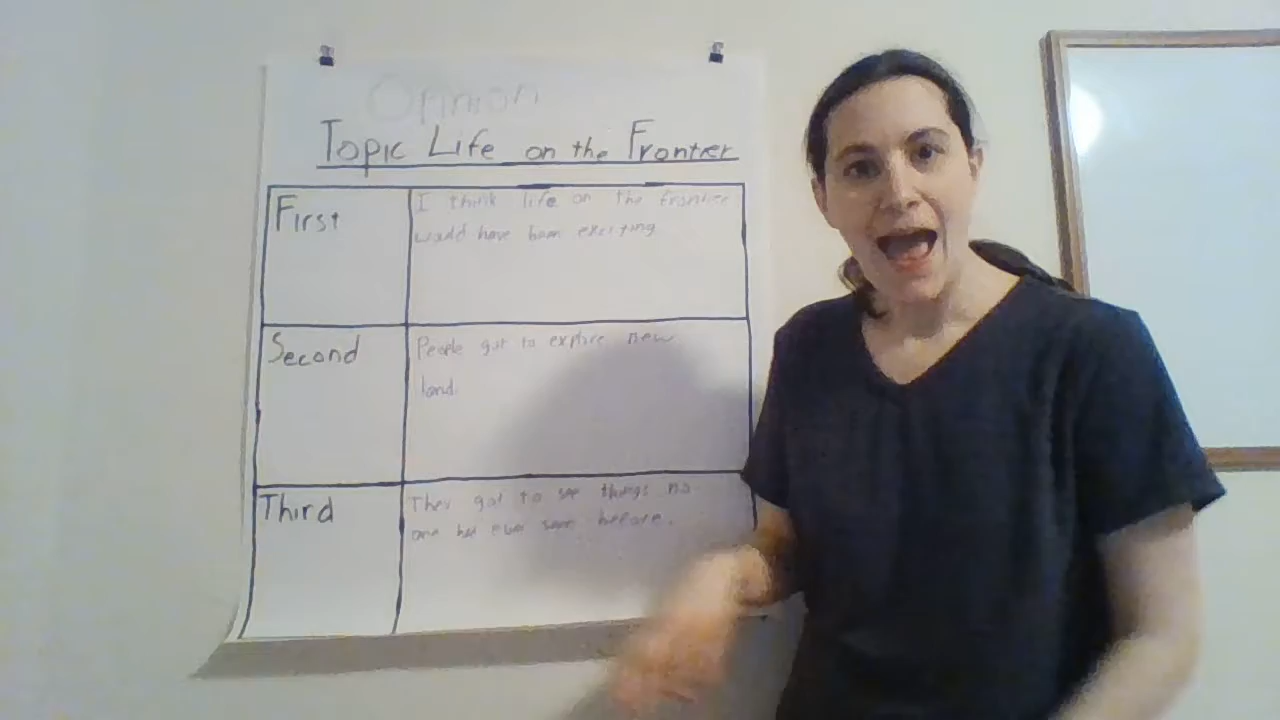 Opinion
Topic Life on the Frontier
First
I think life on the frontier
would have been exciting
Second
People got to explore new
land.
Third
They got to see things no
one had ever seen before.